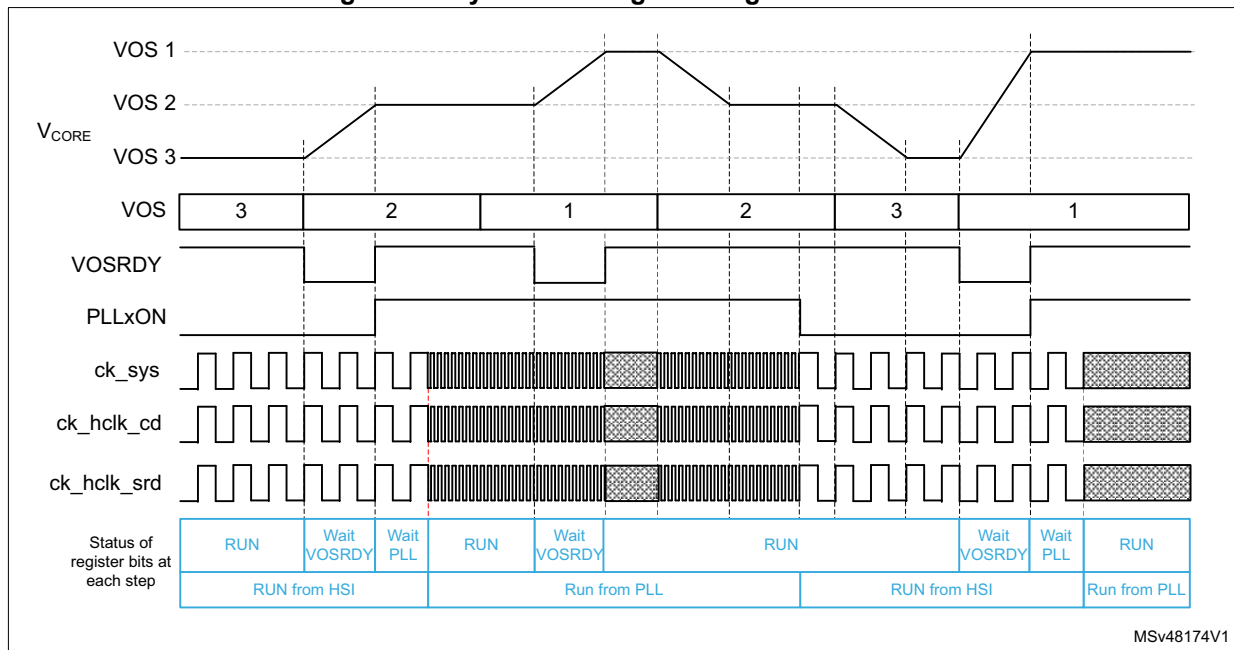 VOS 1
VOS 2
VCORE
VOS 3
VOS 3 2 1 2 3 1
VOSRDY
PLLxON
ck_sys
ck_hclk_cd
ck_hclk_srd
Status of
register bits at
each step
RUN
Wait
VOSRDY
Wait
PLL
RUN
Wait
VOSRDY
RUN
Wait
VOSRDY
Wait
PLL
RUN
RUN from HSI
Run from PLL
RUN from HSI
Run from PLL
MSv48174V1